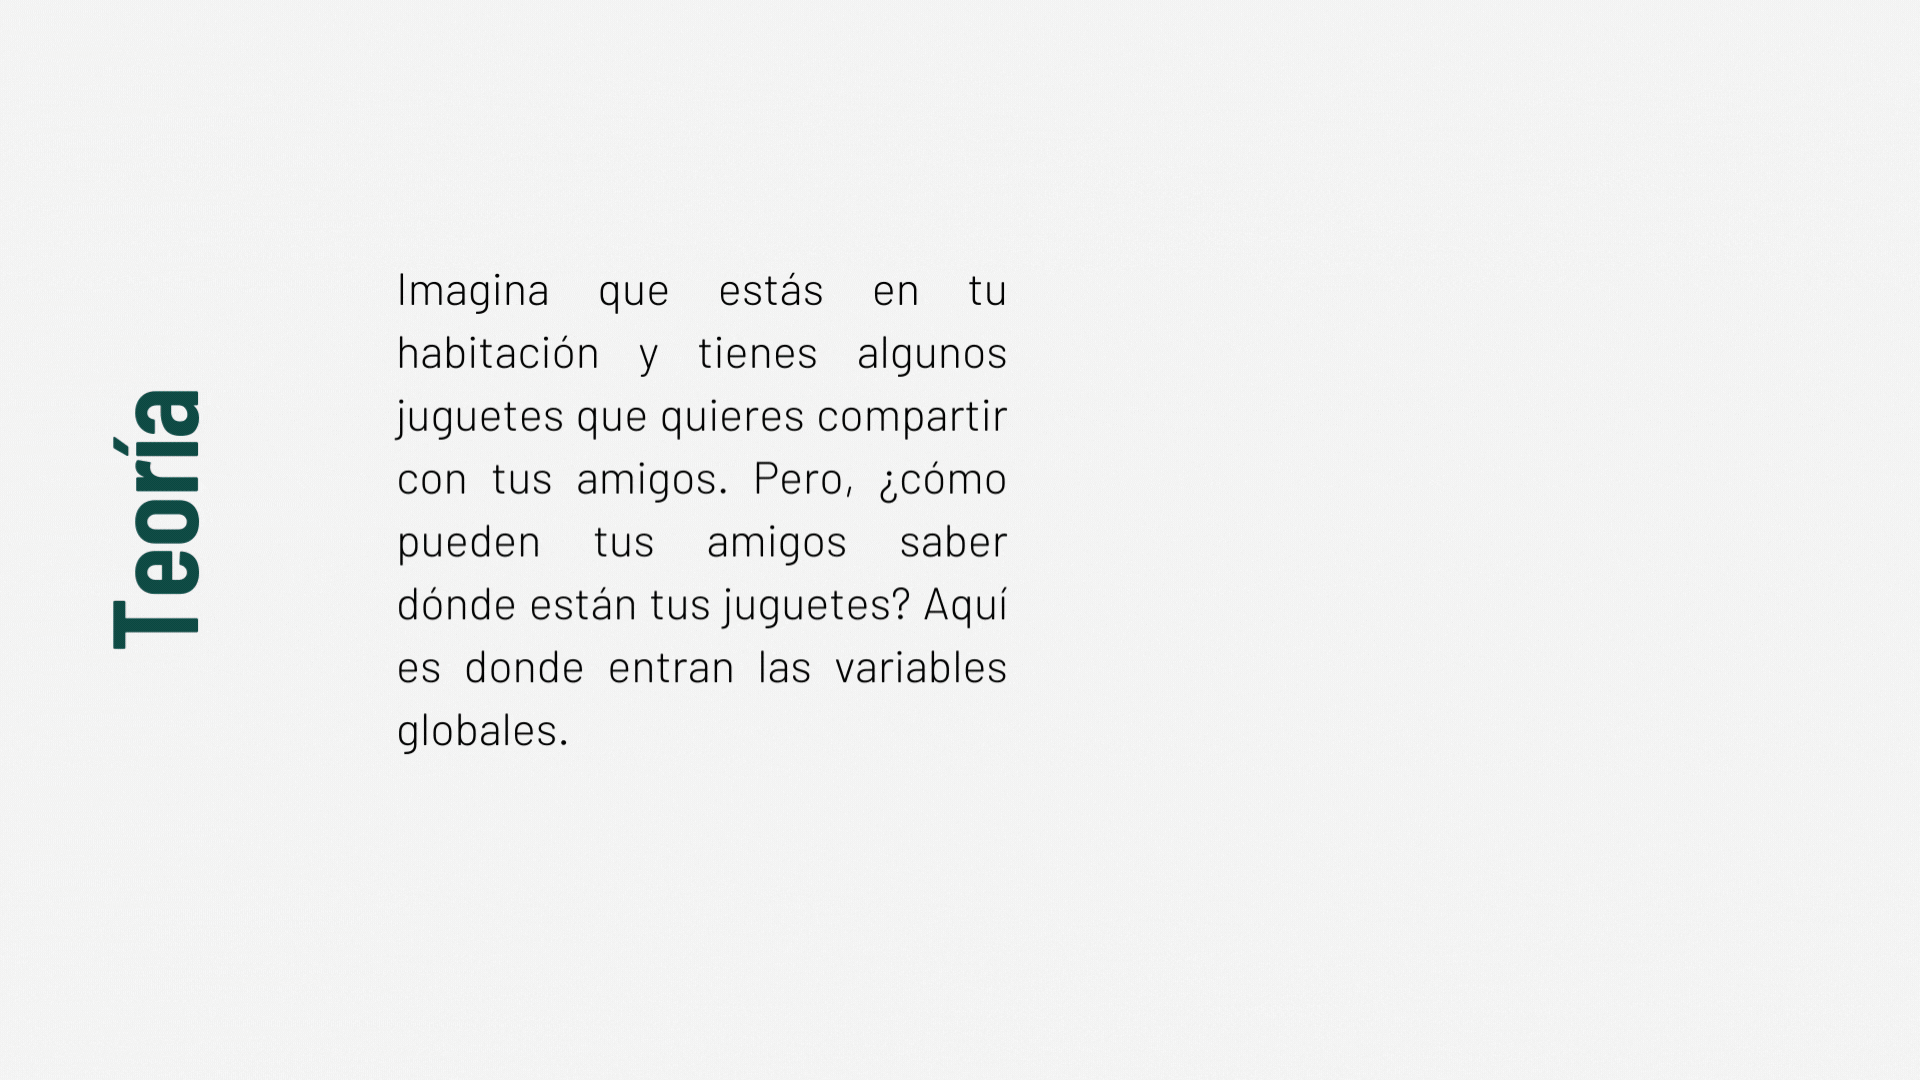 Teoría
Imagina que estás en tu
habitación y tienes algunos
juguetes que quieres compartir
con tus amigos. Pero, ¿cómo
pueden tus amigos saber
dónde están tus juguetes? Aquí
es donde entran las variables
globales.